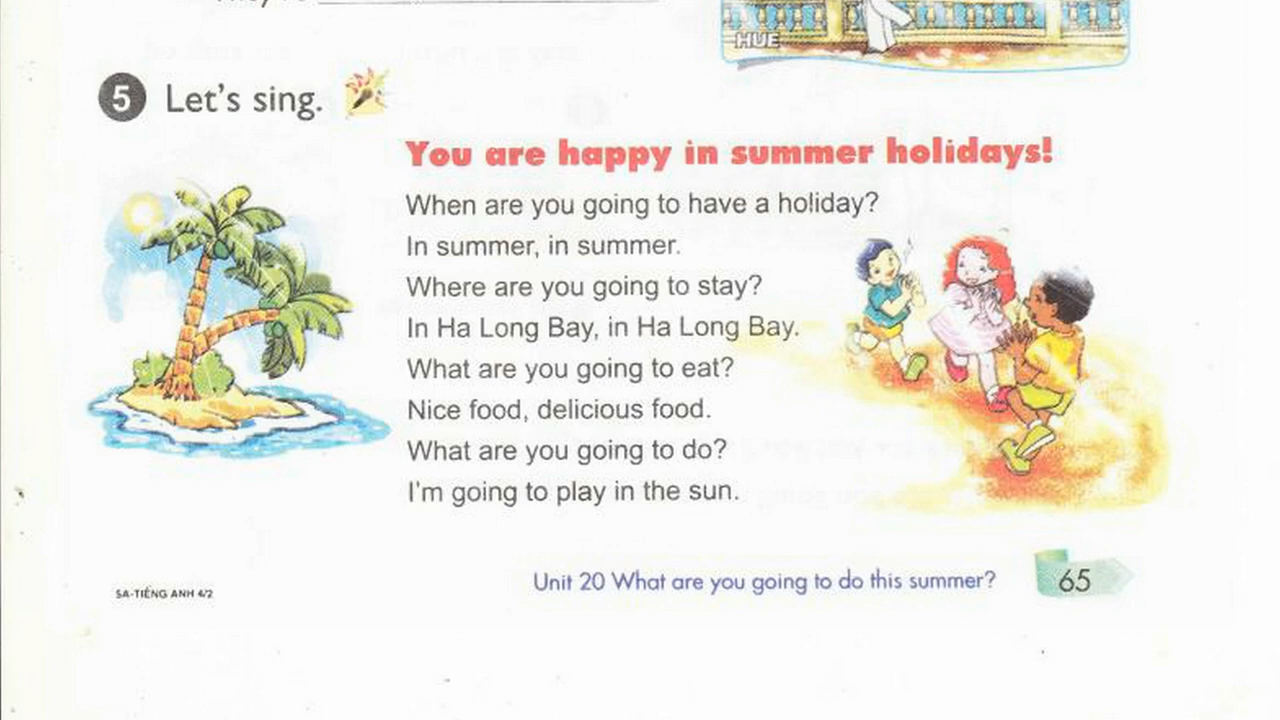 HUE
5 Let's sing.
You are happy in summer holidays!
When are you going to have a holiday?
In summer, in summer.
Where are you going to stay?
In Ha Long Bay, in Ha Long Bay.
What are you going to eat?
Nice food, delicious food.
What are you going to do?
I'm going to play in the sun.
Unit 20 What are you going to do this summer? 65
SA-TIẾNG ANH 4/2